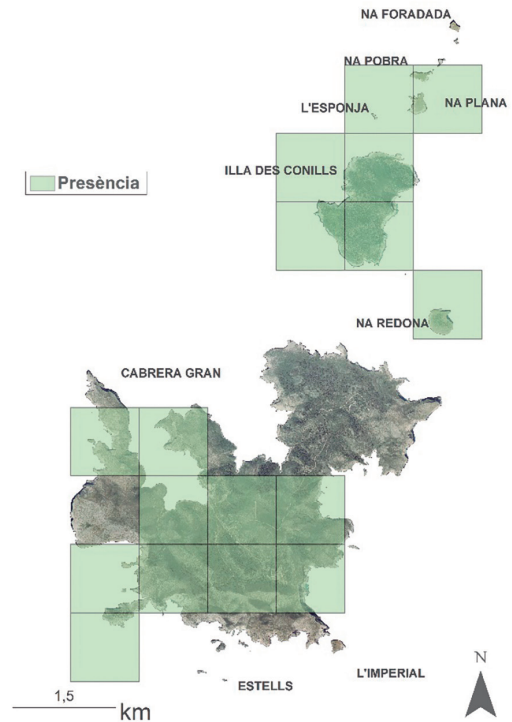 NA FORADADA
NA POBRA
L'ESPONJA
NA PLANA
ILLA DES CONILLS
Presència
NA REDONA
CABRERA GRAN
L'IMPERIAL
ESTELLS
N
1,5
km